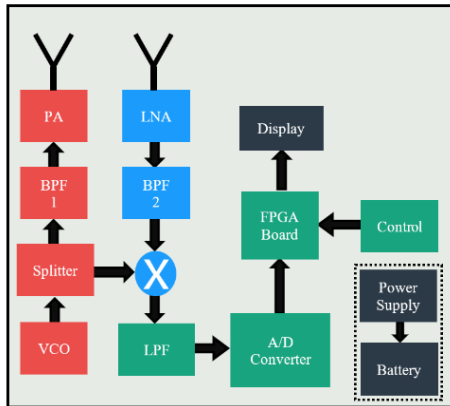 PA
LNA
Display
BPF
1
BPF
2
FPGA
Board
Control
Splitter
X
Power
Supply
VCO
LPF
A/D
Converter
Battery